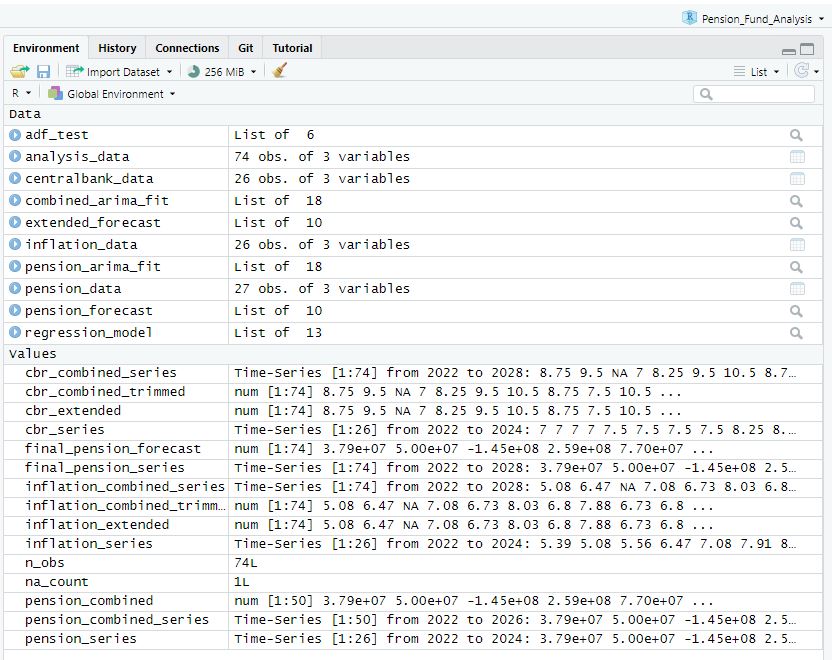 Pension_Fund_Analysis
Environment History Connections Git Tutorial
Import Dataset 256 MiB List
R Global Environment
Data
adf_test List of 6
analysis_data 74 obs. of 3 variables
centralbank_data 26 obs. of 3 variables
combined_arima_fit List of 18
extended_forecast List of 10
inflation_data 26 obs. of 3 variables
pension_arima_fit List of 18
pension_data 27 obs. of 3 variables
pension_forecast List of 10
regression_model List of 13
Values
cbr_combined_series Time-Series [1:74] from 2022 to 2028: 8.75 9.5 NA 7 8.25 9.5 10.5 8.7…
cbr_combined_trimmed num [1:74] 8.75 9.5 NA 7 8.25 9.5 10.5 8.75 7.5 10.5 ...
cbr_extended num [1:74] 8.75 9.5 NA 7 8.25 9.5 10.5 8.75 7.5 10.5 ...
cbr_series Time-Series [1:26] from 2022 to 2024: 7 7 7 7 7.5 7.5 7.5 7.5 8.25 8.…
final_pension_forecast num [1:74] 3.79e+07 5.00e+07 -1.45e+08 2.59e+08 7.70e+07 ...
final_pension_series Time-Series [1:74] from 2022 to 2028: 3.79e+07 5.00e+07 -1.45e+08 2.5…
inflation_combined_series Time-Series [1:74] from 2022 to 2028: 5.08 6.47 NA 7.08 6.73 8.03 6.8…
inflation_combined_trimm… num [1:74] 5.08 6.47 NA 7.08 6.73 8.03 6.8 7.88 6.73 6.8 ...
inflation_extended num [1:74] 5.08 6.47 NA 7.08 6.73 8.03 6.8 7.88 6.73 6.8 ...
inflation_series Time-Series [1:26] from 2022 to 2024: 5.39 5.08 5.56 6.47 7.08 7.91 8…
n_obs 74L
na_count 1L
pension_combined num [1:50] 3.79e+07 5.00e+07 -1.45e+08 2.59e+08 7.70e+07 ...
pension_combined_series Time-Series [1:50] from 2022 to 2026: 3.79e+07 5.00e+07 -1.45e+08 2.5…
pension_series Time-Series [1:26] from 2022 to 2024: 3.79e+07 5.00e+07 -1.45e+08 2.5…